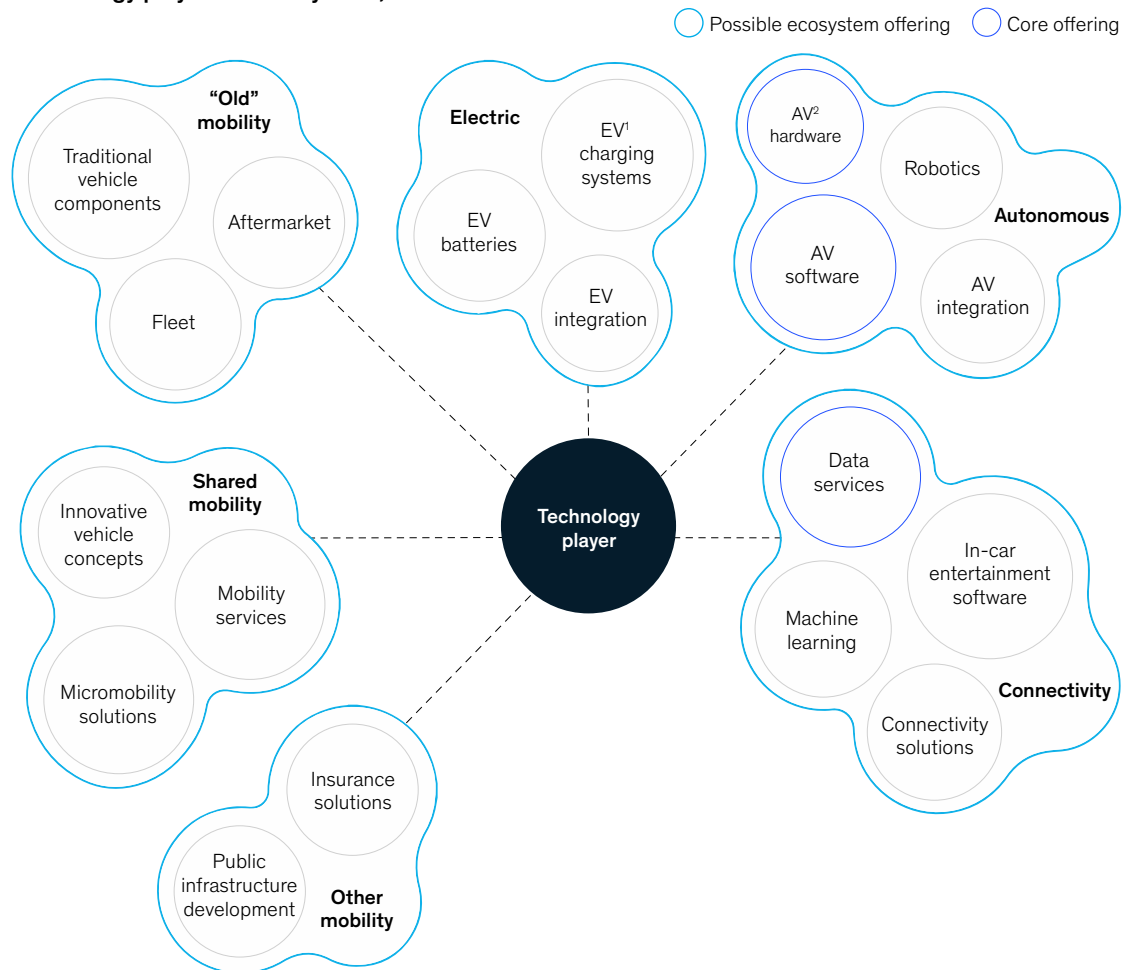 Possible ecosystem offering
Core offering
“Old”
mobility
Traditional
vehicle
components
Aftermarket
Fleet
Electric
EV¹
charging
systems
EV
batteries
EV
integration
AV²
hardware
Robotics
Autonomous
AV
software
AV
integration
Shared
mobility
Innovative
vehicle
concepts
Mobility
services
Micromobility
solutions
Technology
player
Data
services
In-car
entertainment
software
Machine
learning
Connectivity
Connectivity
solutions
Insurance
solutions
Public
infrastructure
development
Other
mobility